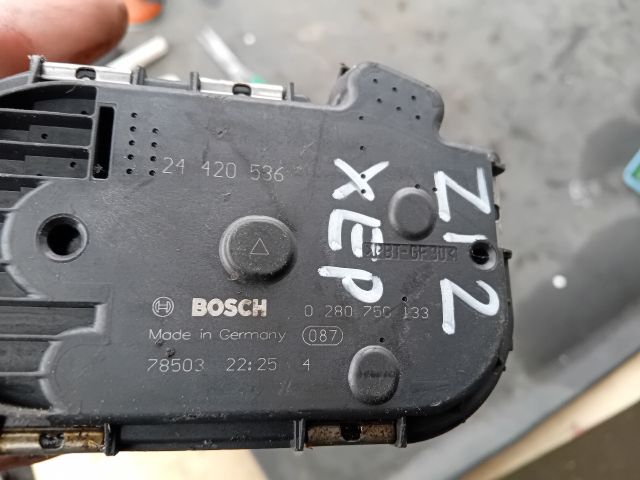 24 420 536
XEP
Z12
BOSCH
0 280 750 133
Made in Germany 087
78503 22:25 4